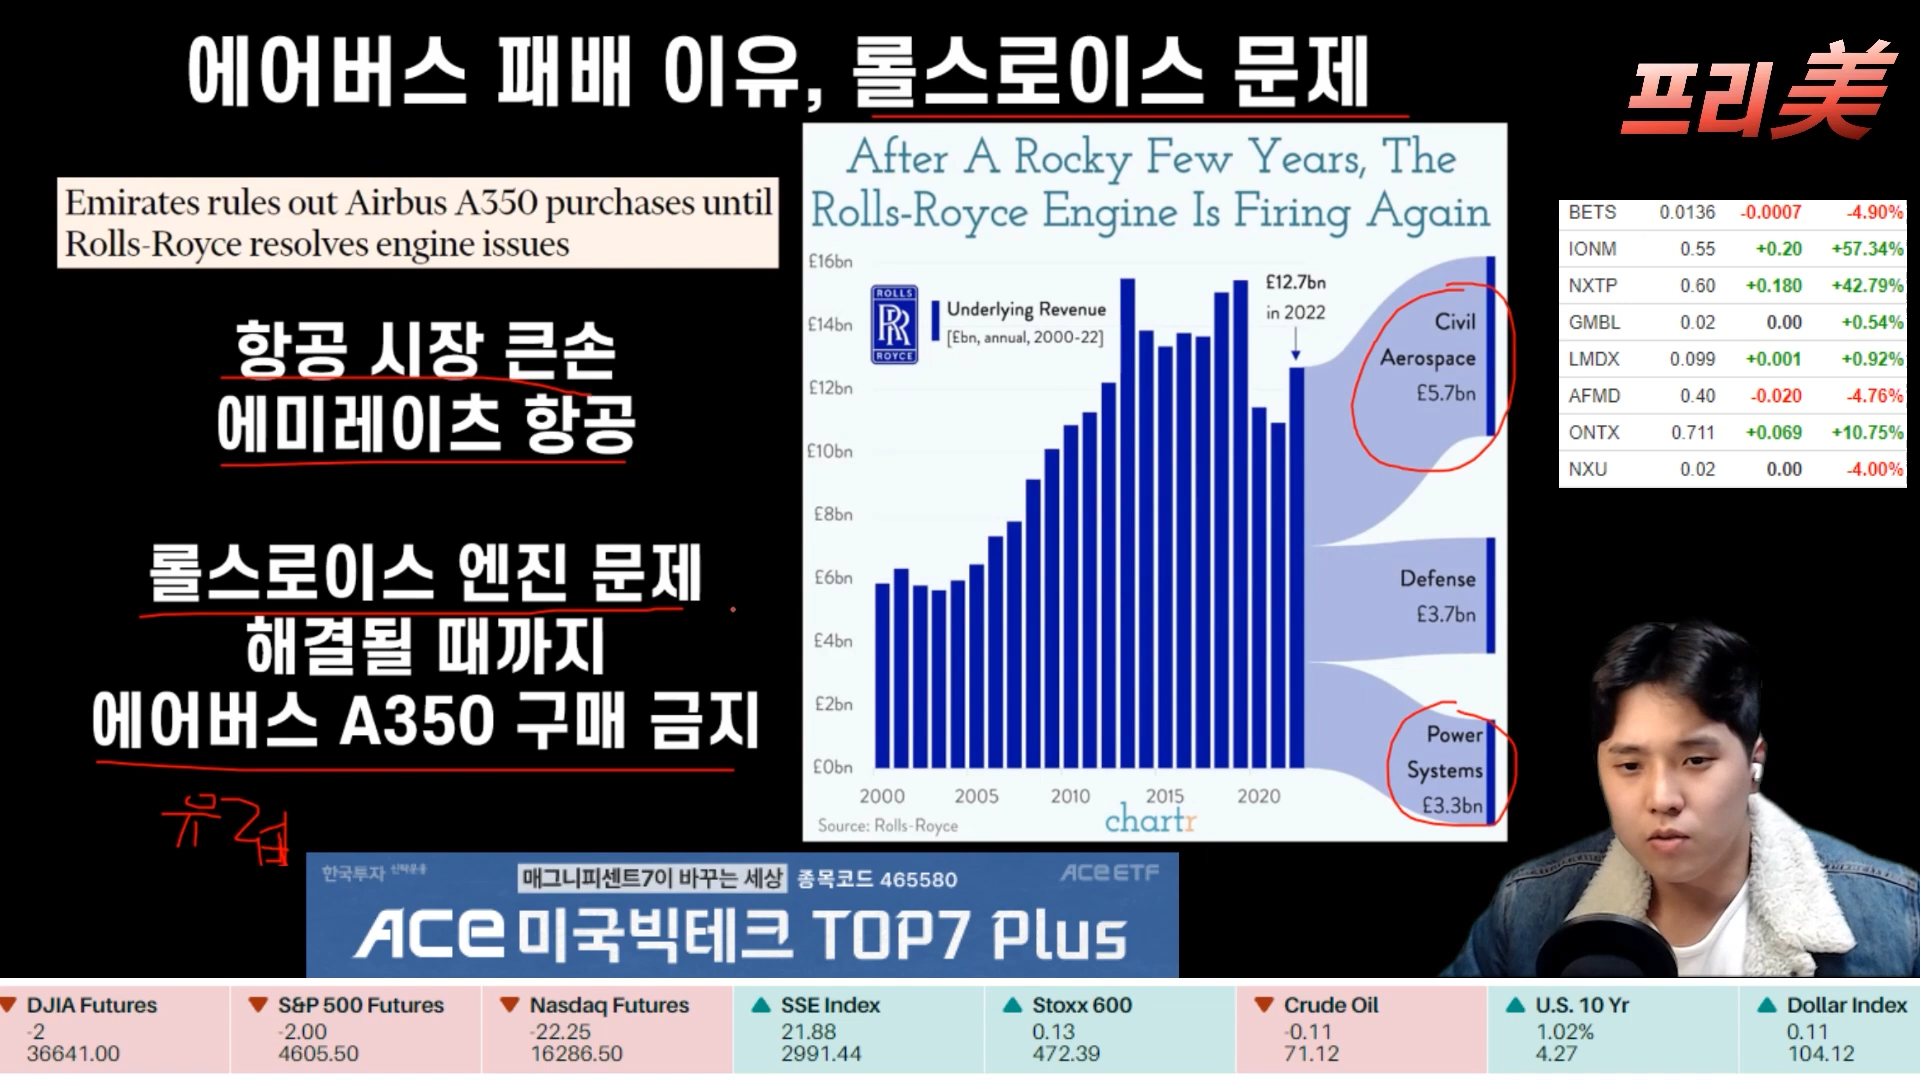 에어버스 패배 이유, 롤스로이스 문제
프리美
Emirates rules out Airbus A350 purchases until
Rolls-Royce resolves engine issues
항공 시장 큰손
에미레이츠 항공
롤스로이스 엔진 문제
해결될 때까지
에어버스 A350 구매 금지
유럽
After A Rocky Few Years, The
Rolls-Royce Engine Is Firing Again
£16bn
£14bn
£12bn
£10bn
£8bn
£6bn
£4bn
£2bn
£0bn
ROLLS
RR
ROYCE
Underlying Revenue
[£bn, annual, 2000-22]
£12.7bn
in 2022
Civil
Aerospace
£5.7bn
Defense
£3.7bn
Power
Systems
£3.3bn
2000 2005 2010 2015 2020
Source: Rolls-Royce
chartr
BETS 0.0136 -0.0007 -4.90%
IONM 0.55 +0.20 +57.34%
NXTP 0.60 +0.180 +42.79%
GMBL 0.02 0.00 +0.54%
LMDX 0.099 +0.001 +0.92%
AFMD 0.40 -0.020 -4.76%
ONTX 0.711 +0.069 +10.75%
NXU 0.02 0.00 -4.00%
한국투자 신탁운용
매그니피센트7이 바꾸는 세상 종목코드 465580
ACE ETF
ACE 미국빅테크 TOP7 Plus
DJIA Futures
-2
36641.00
S&P 500 Futures
-2.00
4605.50
Nasdaq Futures
-22.25
16286.50
SSE Index
21.88
2991.44
Stoxx 600
0.13
472.39
Crude Oil
-0.11
71.12
U.S. 10 Yr
1.02%
4.27
Dollar Index
0.11
104.12